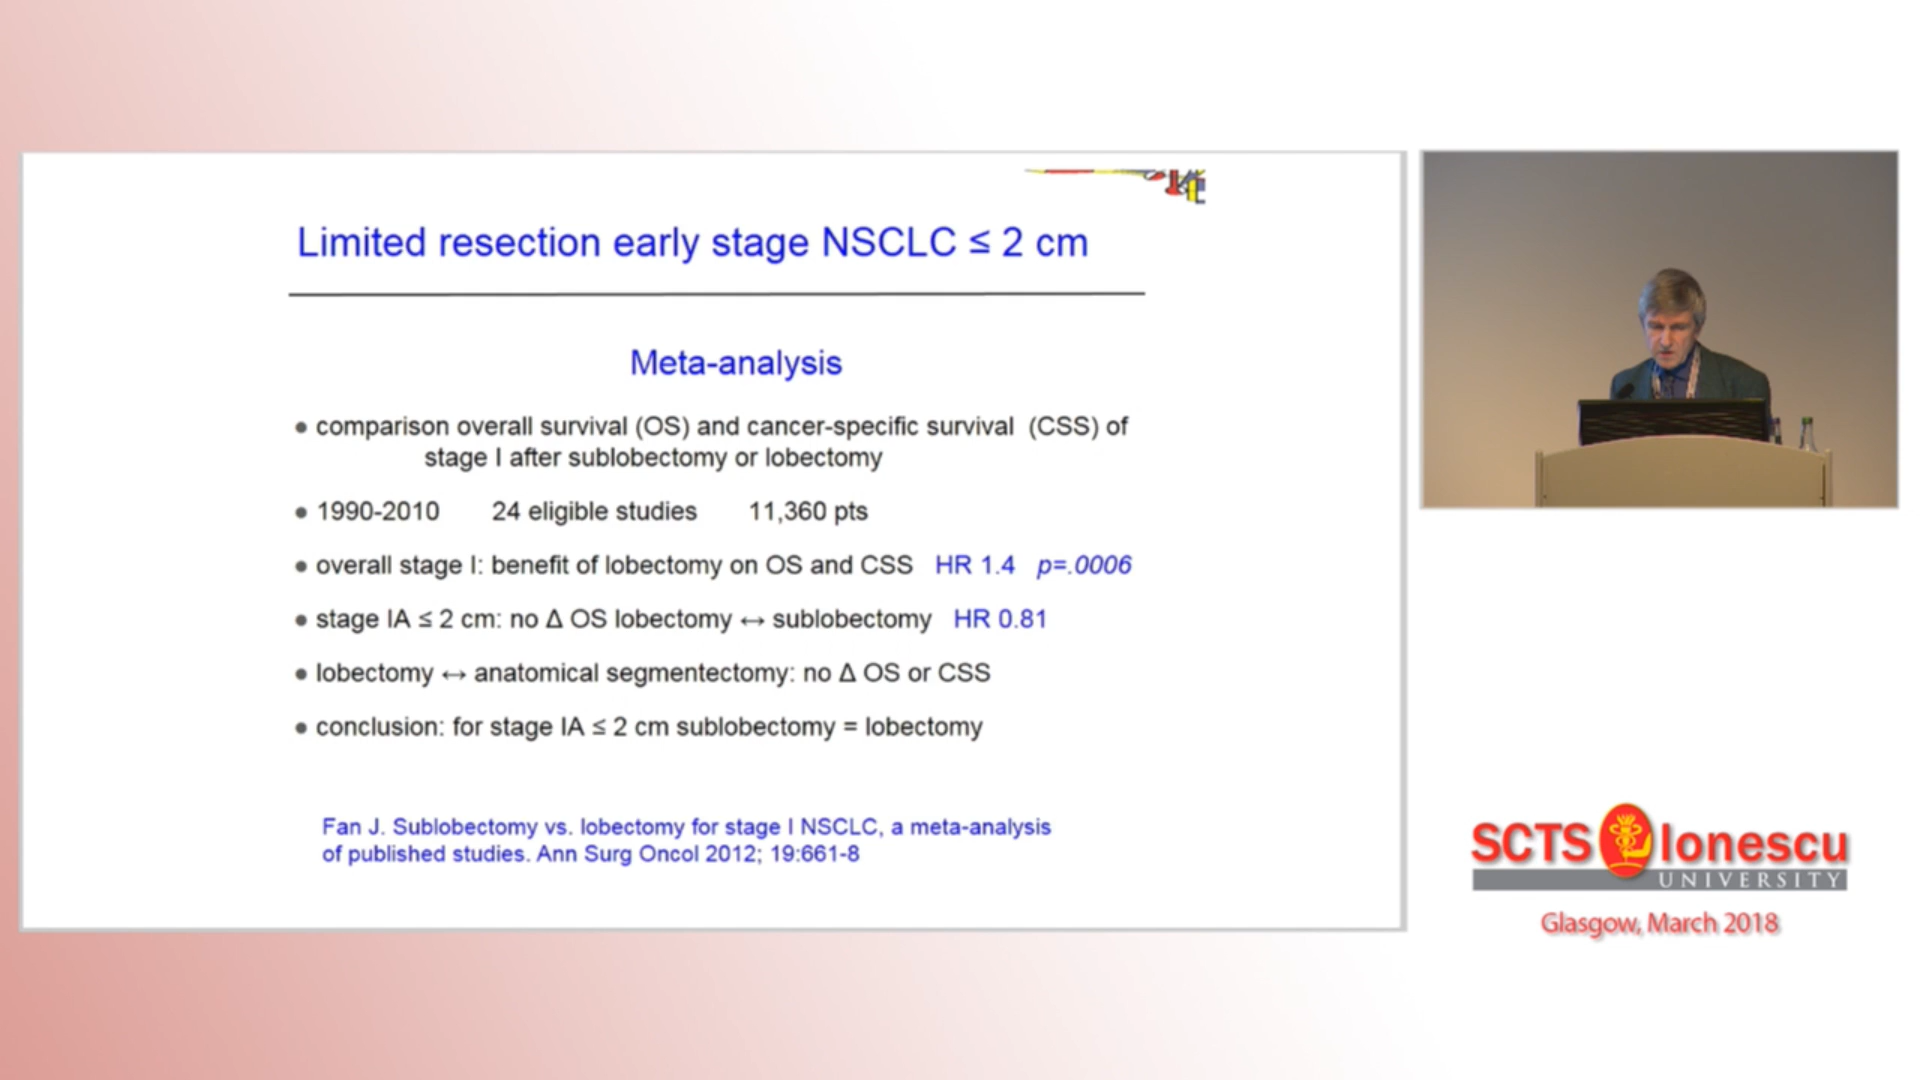 Limited resection early stage NSCLC ≤ 2 cm
Meta-analysis
• comparison overall survival (OS) and cancer-specific survival (CSS) of
stage I after sublobectomy or lobectomy
• 1990-2010 24 eligible studies 11,360 pts
• overall stage I: benefit of lobectomy on OS and CSS HR 1.4 p=.0006
• stage IA ≤ 2 cm: no Δ OS lobectomy ↔ sublobectomy HR 0.81
• lobectomy ↔ anatomical segmentectomy: no Δ OS or CSS
• conclusion: for stage IA ≤ 2 cm sublobectomy = lobectomy
Fan J. Sublobectomy vs. lobectomy for stage I NSCLC, a meta-analysis
of published studies. Ann Surg Oncol 2012; 19:661-8
SCTS Ionescu
UNIVERSITY
Glasgow, March 2018